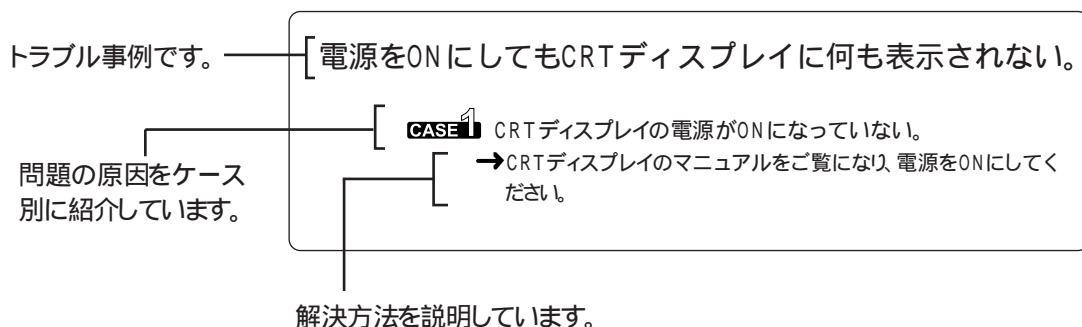 トラブル事例です。
電源をONにしてもCRTディスプレイに何も表示されない。
CASE1 CRTディスプレイの電源がONになっていない。
➔CRTディスプレイのマニュアルをご覧になり、電源をONにしてく
ださい。
問題の原因をケース
別に紹介しています。
解決方法を説明しています。